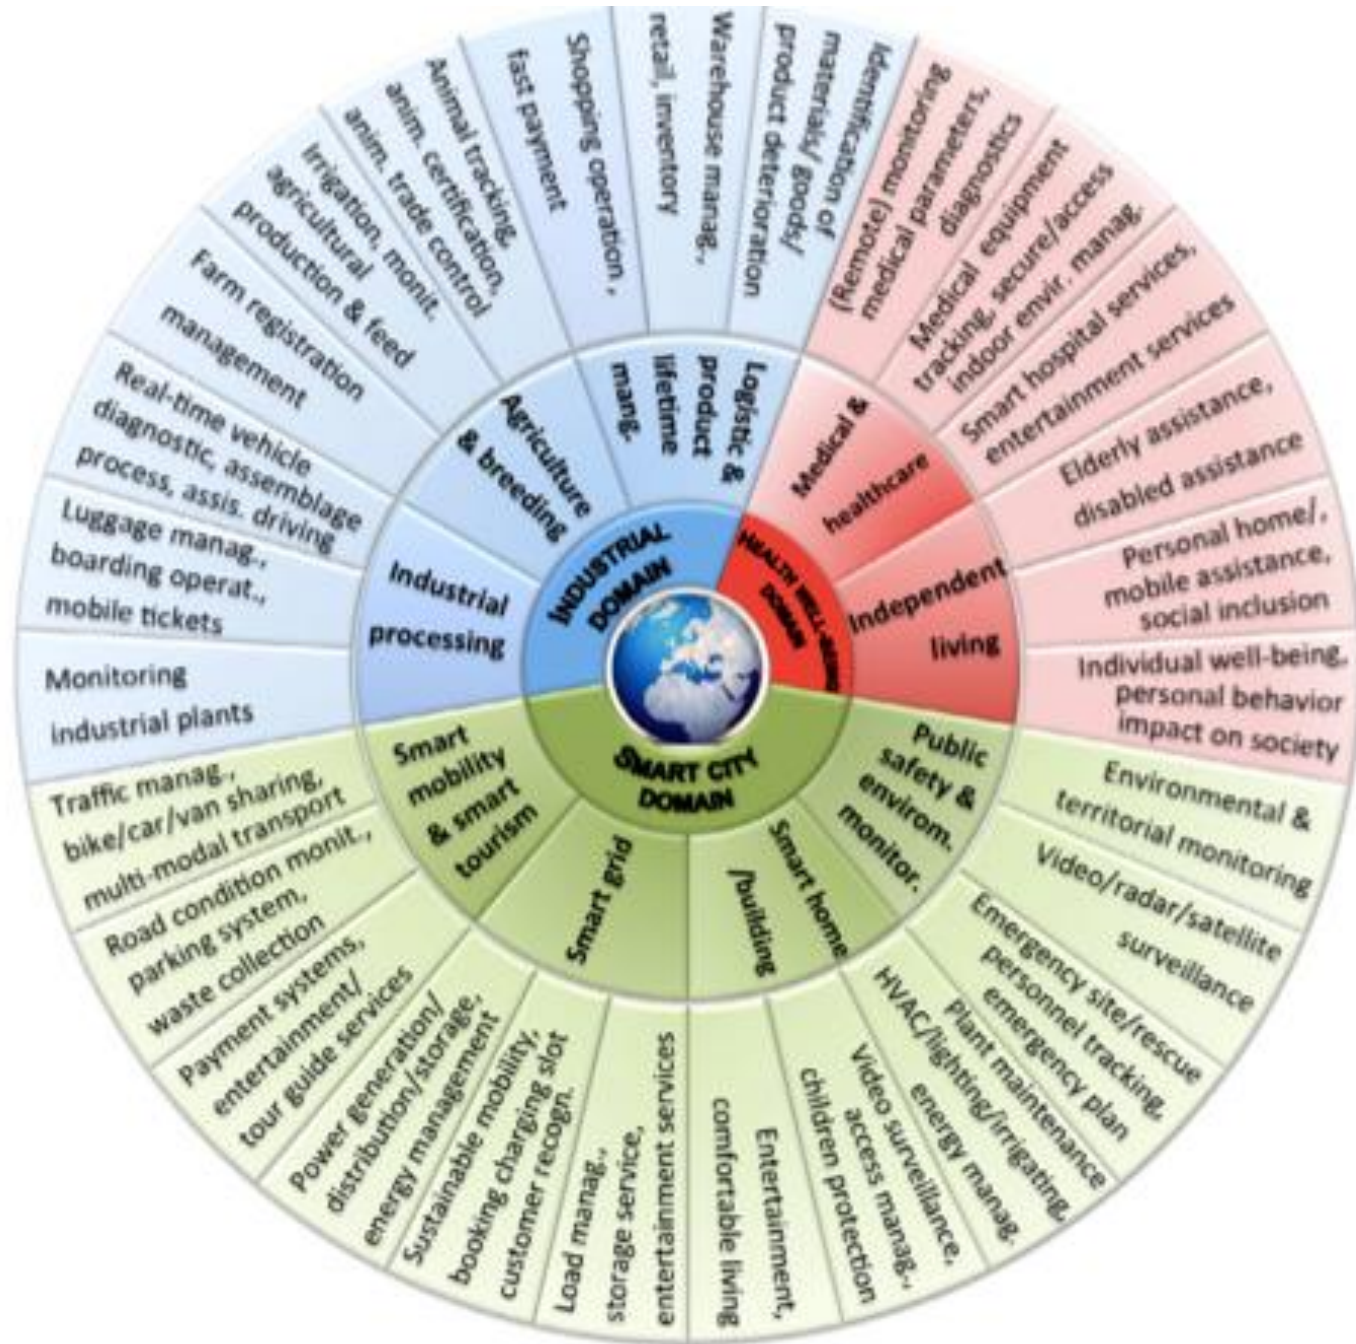 INDUSTRIAL
DOMAIN
HEALTH WELL-BEING
DOMAIN
SMART CITY
DOMAIN
Logistic &
product
lifetime
mang.
Medical &
healthcare
Independent
living
Public
safety &
envirom.
monitor.
Smart home
/building
Smart grid
Smart
mobility
& smart
tourism
Industrial
processing
Agriculture
& breeding
Identification of
materials/ goods/
product deterioration
(Remote) monitoring
medical parameters,
diagnostics
Medical equipment
tracking, secure/access
indoor envir. manag.
Smart hospital services,
entertainment services
Elderly assistance,
disabled assistance
Personal home/,
mobile assistance,
social inclusion
Individual well-being,
personal behavior
impact on society
Environmental &
territorial monitoring
Video/radar/satellite
surveillance
Emergency site/rescue
personnel tracking,
emergency plan
Plant maintenance
HVAC/lighting/irrigating,
energy manag.
Video surveillance,
access manag.,
children protection
Entertainment,
comfortable living
Load manag.,
storage service,
entertainment services
Sustainable mobility,
booking charging slot
customer recogn.
Power generation/
distribution/storage,
energy management
Payment systems,
entertainment/
tour guide services
Road condition monit.,
parking system,
waste collection
Traffic manag.,
bike/car/van sharing,
multi-modal transport
Monitoring
industrial plants
Luggage manag.,
boarding operat.,
mobile tickets
Real-time vehicle
diagnostic, assemblage
process, assis. driving
Farm registration
management
Irrigation, monit.
agricultural
production & feed
Animal tracking,
anim. certification,
anim. trade control
Shopping operation ,
fast payment
Warehouse manag.,
retail, inventory